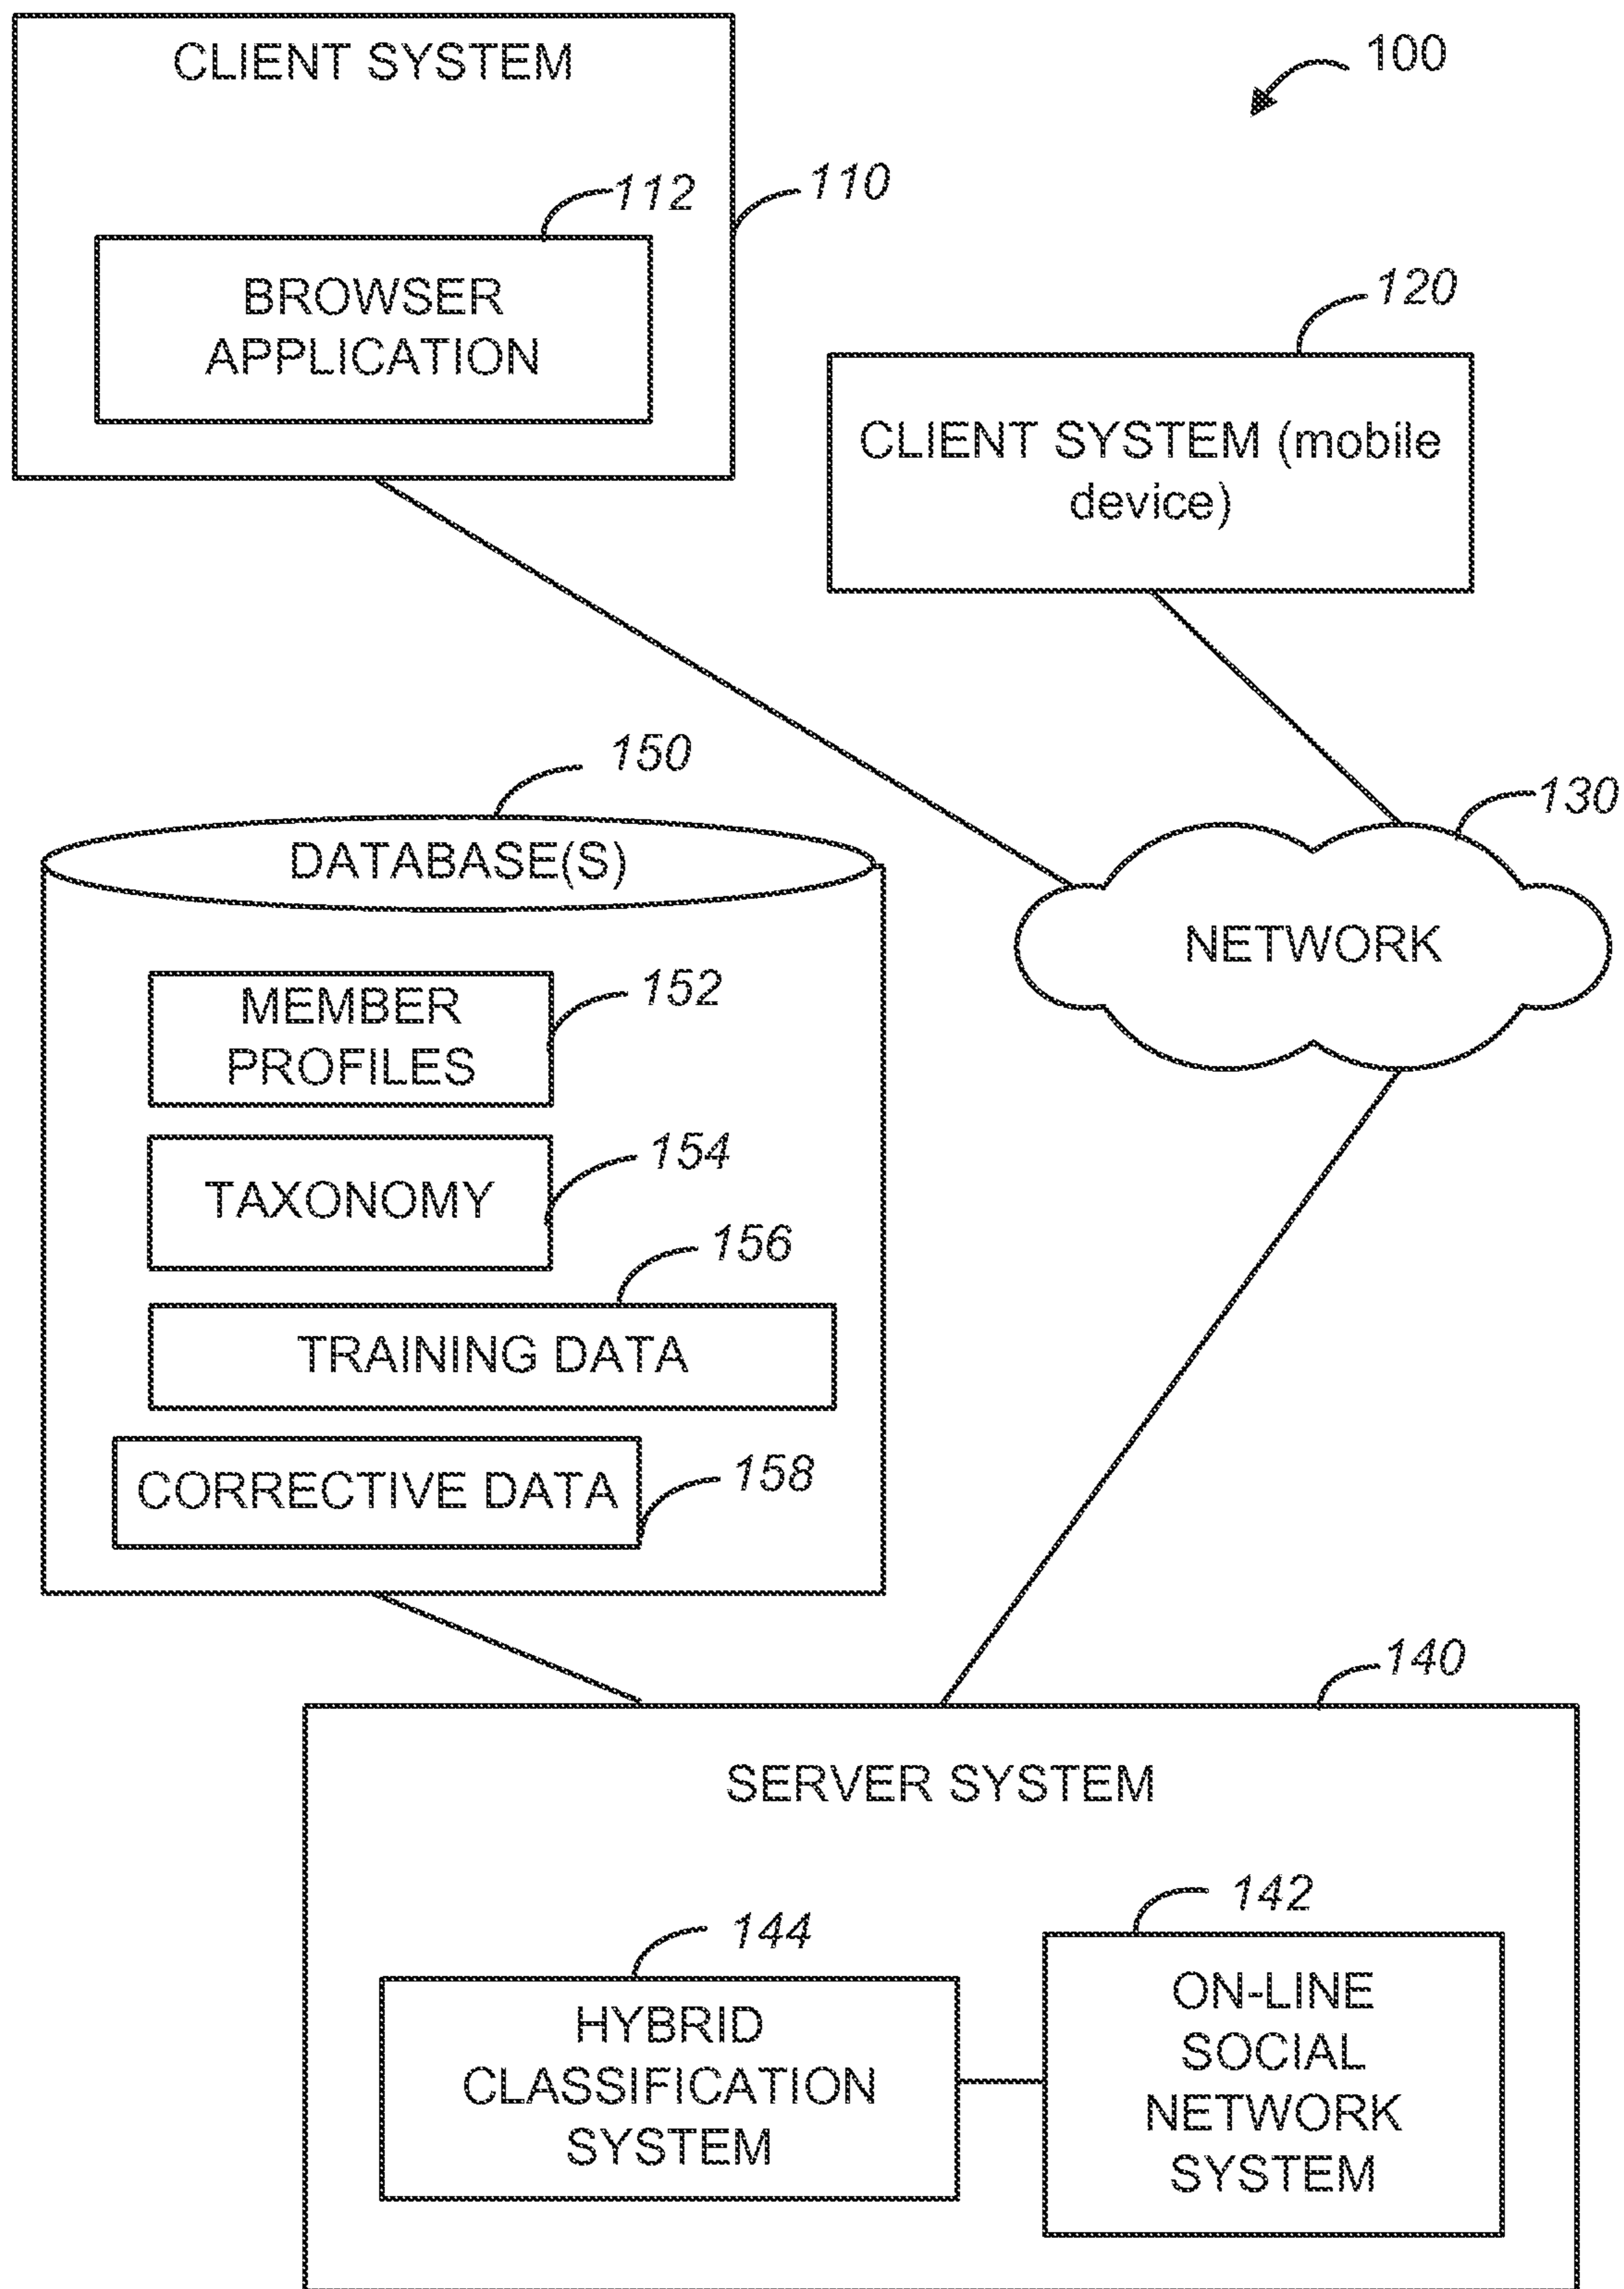 CLIENT SYSTEM
100
112
110
BROWSER
APPLICATION
120
CLIENT SYSTEM (mobile
device)
150
130
DATABASE(S)
NETWORK
152
MEMBER
PROFILES
154
TAXONOMY
156
TRAINING DATA
CORRECTIVE DATA
158
140
SERVER SYSTEM
144
142
HYBRID
CLASSIFICATION
SYSTEM
ON-LINE
SOCIAL
NETWORK
SYSTEM